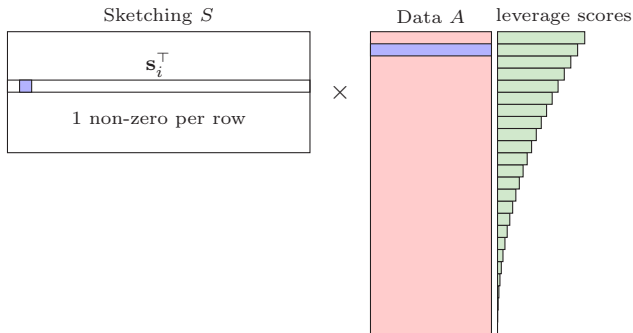 Sketching S
Data A
leverage scores
s_i^⊤
×
1 non-zero per row